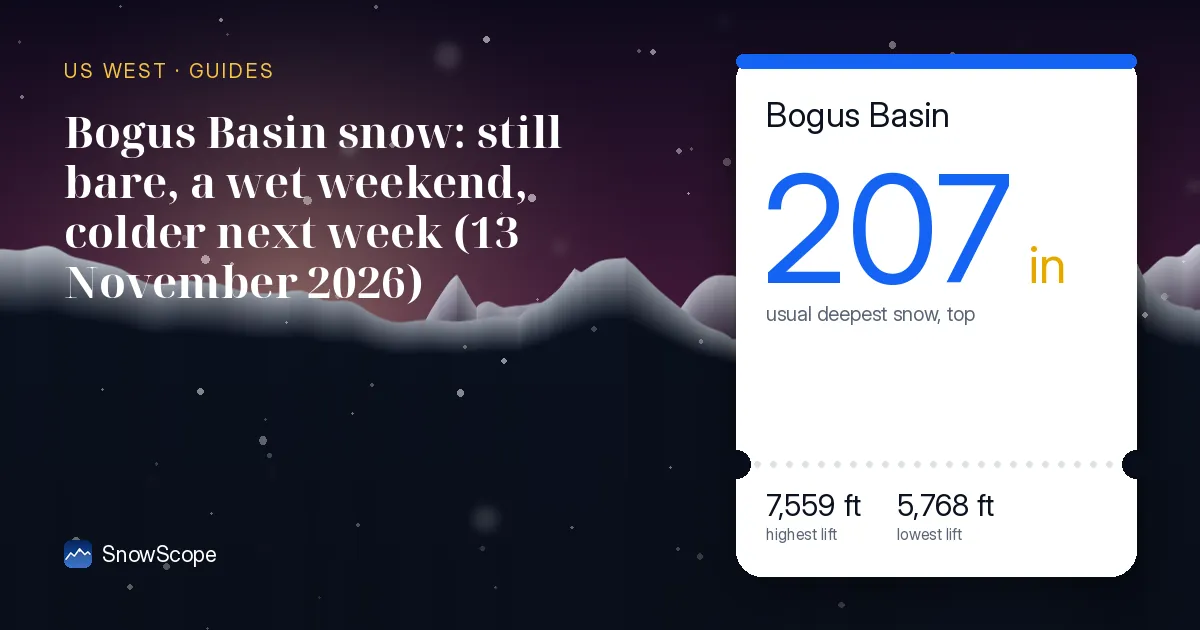 US WEST · GUIDES
Bogus Basin snow: still
bare, a wet weekend,
colder next week (13
November 2026)
SnowScope
Bogus Basin
207 in
usual deepest snow, top
7,559 ft 5,768 ft
highest lift lowest lift